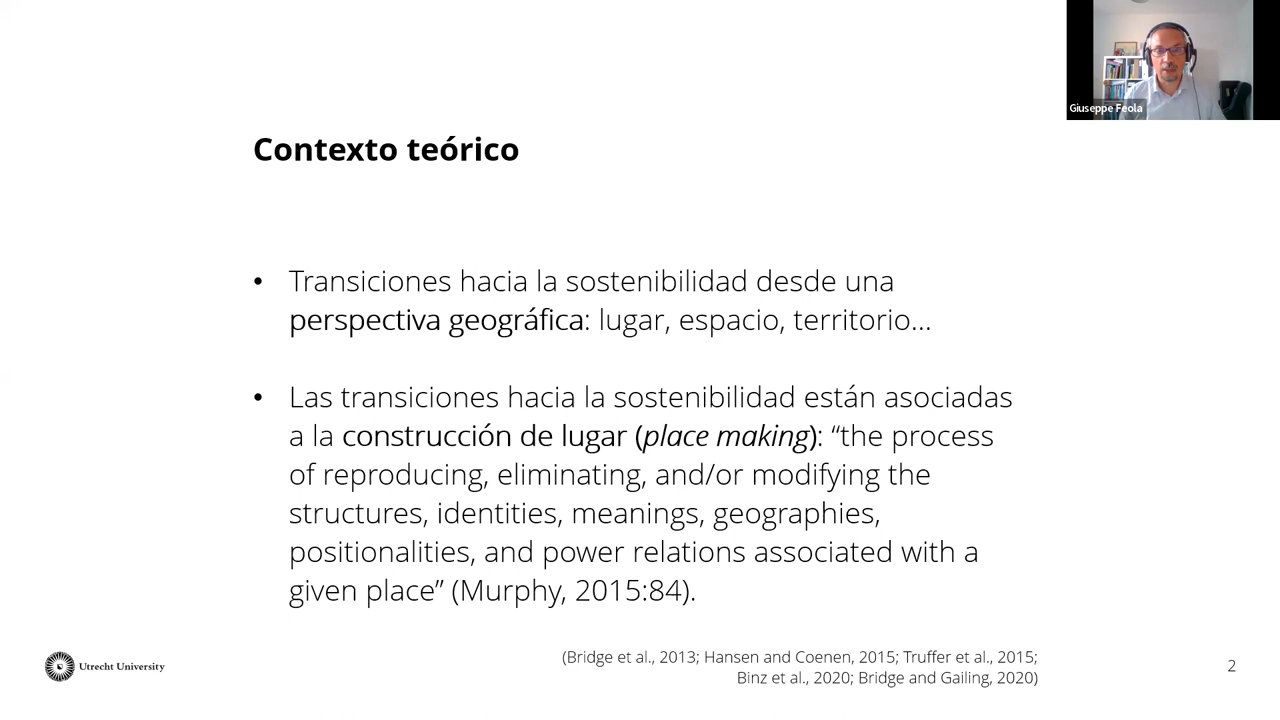 Giuseppe Feola
Contexto teórico
• Transiciones hacia la sostenibilidad desde una
perspectiva geográfica: lugar, espacio, territorio...
• Las transiciones hacia la sostenibilidad están asociadas
a la construcción de lugar (place making): “the process
of reproducing, eliminating, and/or modifying the
structures, identities, meanings, geographies,
positionalities, and power relations associated with a
given place” (Murphy, 2015:84).
(Bridge et al., 2013; Hansen and Coenen, 2015; Truffer et al., 2015;
Binz et al., 2020; Bridge and Gailing, 2020)
Utrecht University
2